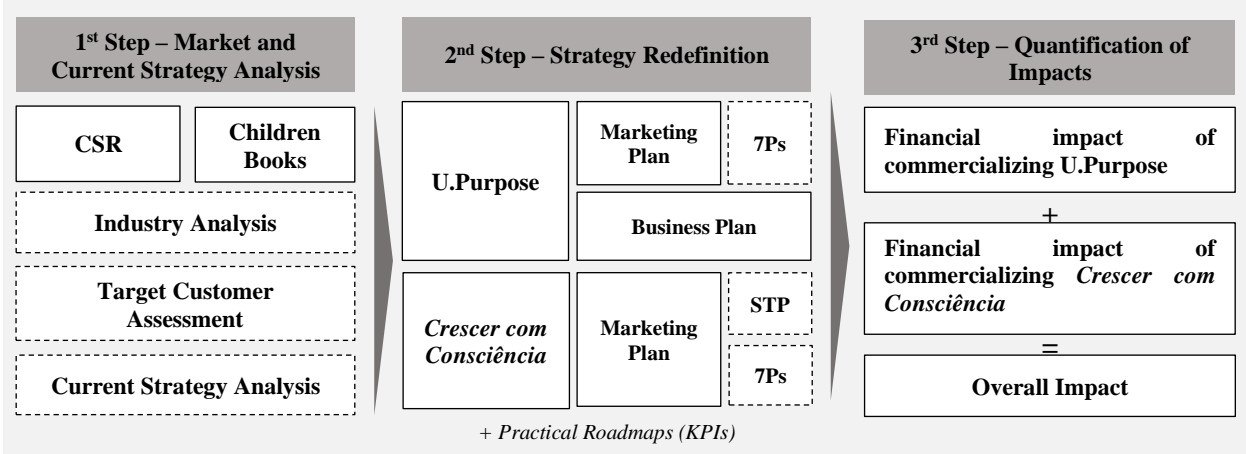 1st Step – Market and
Current Strategy Analysis
CSR
Children
Books
Industry Analysis
Target Customer
Assessment
Current Strategy Analysis
2nd Step – Strategy Redefinition
U.Purpose
Marketing
Plan
7Ps
Business Plan
Crescer com
Consciência
Marketing
Plan
STP
7Ps
+ Practical Roadmaps (KPIs)
3rd Step – Quantification of
Impacts
Financial impact of
commercializing U.Purpose
+
Financial impact of
commercializing Crescer com
Consciência
=
Overall Impact